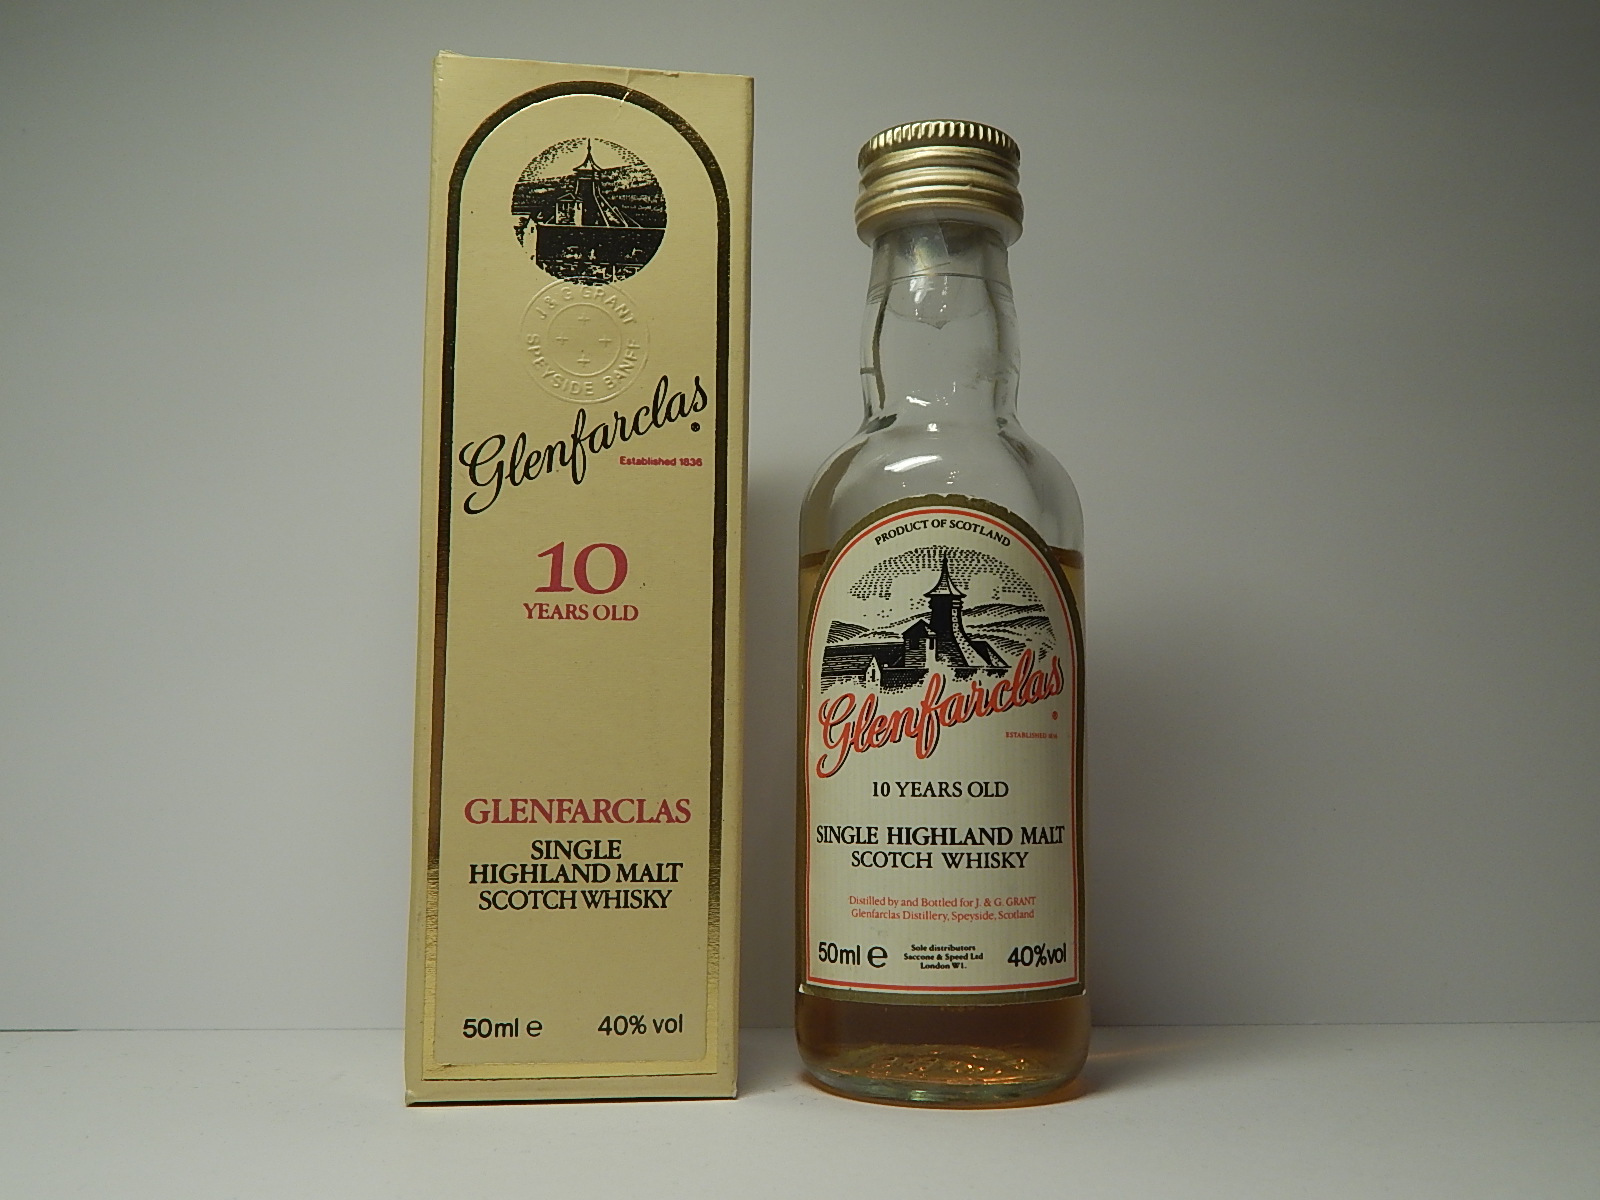 J & G GRANT
SPEYSIDE BANFF
Glenfarclas
®
Established 1836
10
YEARS OLD
GLENFARCLAS
SINGLE
HIGHLAND MALT
SCOTCH WHISKY
50ml e 40% vol
PRODUCT OF SCOTLAND
Glenfarclas
®
ESTABLISHED 1836
10 YEARS OLD
SINGLE HIGHLAND MALT
SCOTCH WHISKY
Distilled by and Bottled for J. & G. GRANT
Glenfarclas Distillery, Speyside, Scotland
50ml e
Sole distributors
Saccone & Speed Ltd
London W1.
40%vol